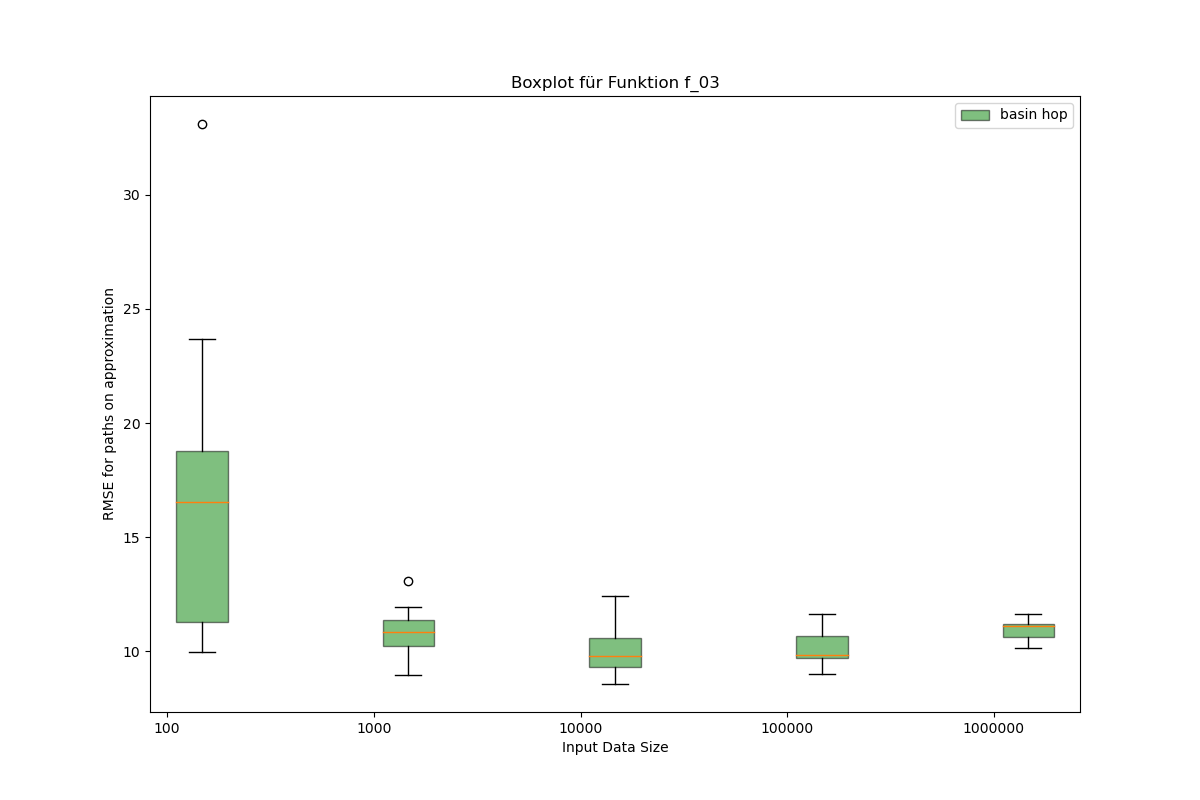 Boxplot für Funktion f_03
basin hop
RMSE for paths on approximation
30
25
20
15
10
100 1000 10000 100000 1000000
Input Data Size